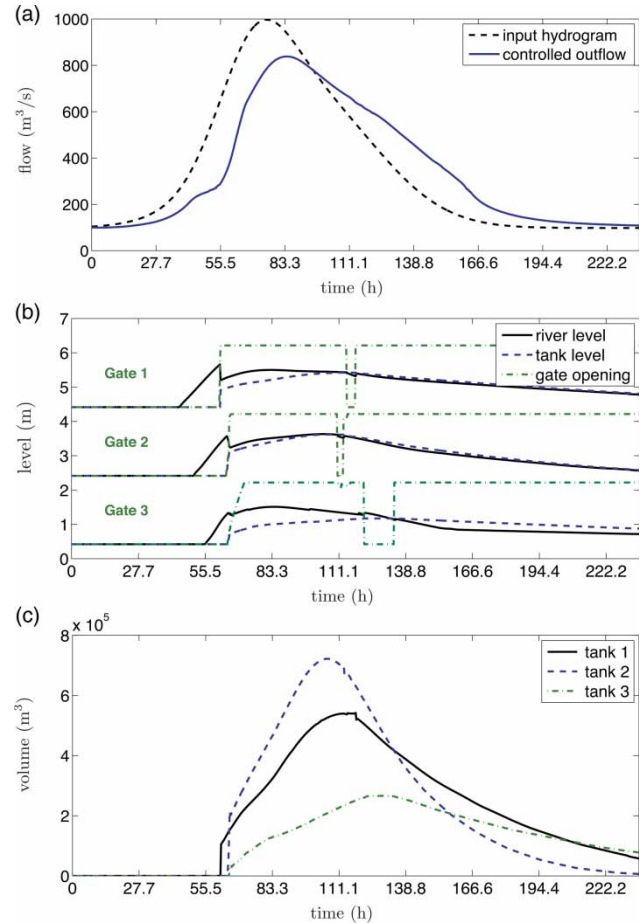 (a)
1000
800
600
400
200
0
flow (m³/s)
input hydrogram
controlled outflow
0 27.7 55.5 83.3 111.1 138.8 166.6 194.4 222.2
time (h)
(b)
7
6
5
4
3
2
1
0
level (m)
river level
tank level
gate opening
Gate 1
Gate 2
Gate 3
0 27.7 55.5 83.3 111.1 138.8 166.6 194.4 222.2
time (h)
(c)
8 x 10⁵
6
4
2
0
volume (m³)
tank 1
tank 2
tank 3
0 27.7 55.5 83.3 111.1 138.8 166.6 194.4 222.2
time (h)